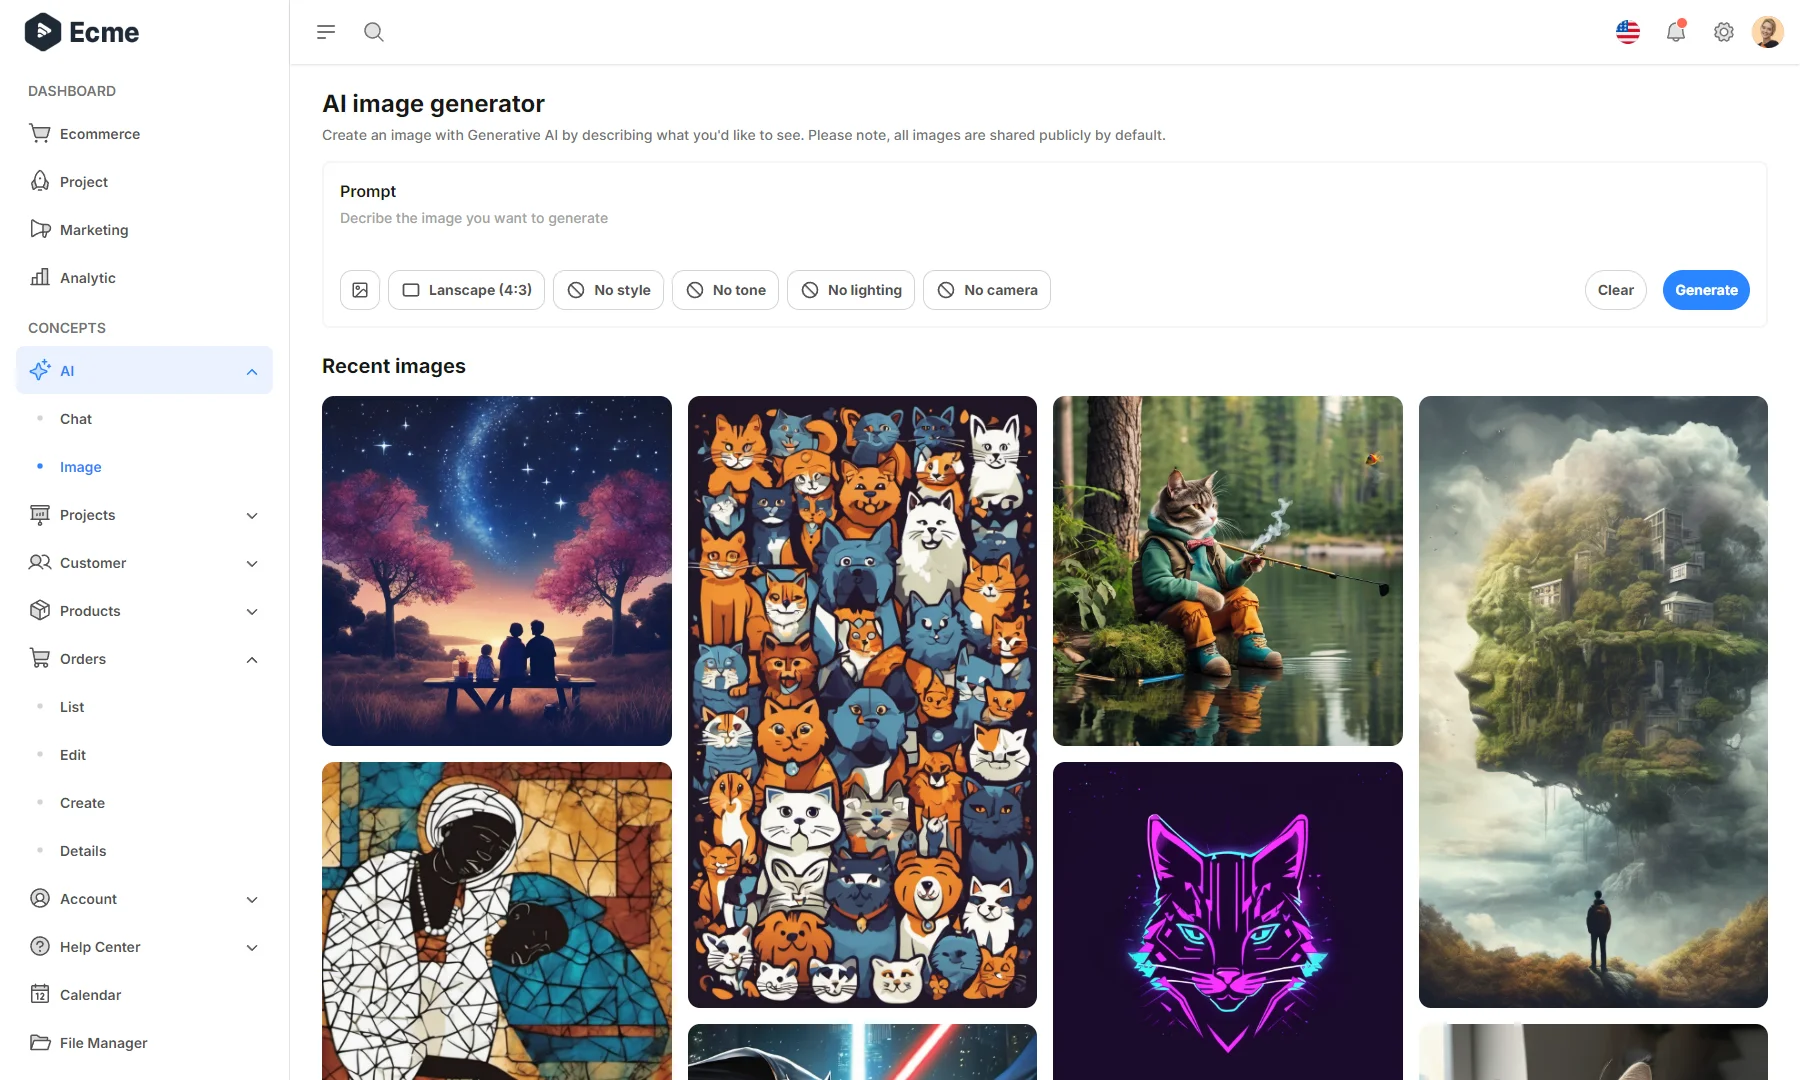 Ecme
DASHBOARD
Ecommerce
Project
Marketing
Analytic
CONCEPTS
AI
Chat
Image
Projects
Customer
Products
Orders
List
Edit
Create
Details
Account
Help Center
12
Calendar
File Manager
AI image generator
Create an image with Generative AI by describing what you'd like to see. Please note, all images are shared publicly by default.
Prompt
Decribe the image you want to generate
Lanscape (4:3)
No style
No tone
No lighting
No camera
Clear
Generate
Recent images